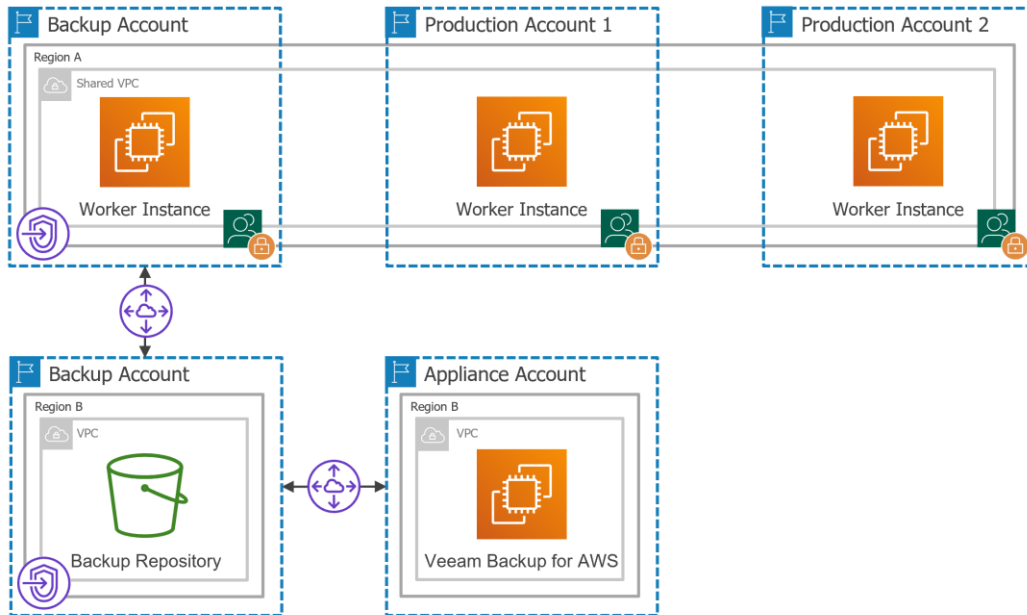 Backup Account
Production Account 1
Production Account 2
Region A
Shared VPC
Worker Instance
Worker Instance
Worker Instance
Backup Account
Appliance Account
Region B
Region B
VPC
VPC
Backup Repository
Veeam Backup for AWS